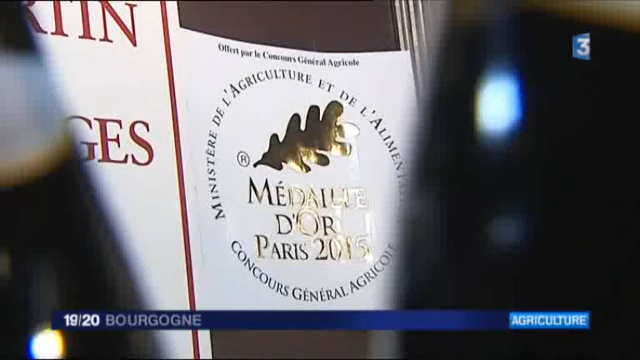 RTIN
GES
Offert par le Concours Général Agricole
MINISTÈRE DE L'AGRICULTURE ET DE L'ALIMENT
®
MÉDAILLE
D'OR
PARIS 2015
CONCOURS GÉNÉRAL AGRICOLE
3
19/20 BOURGOGNE
AGRICULTURE